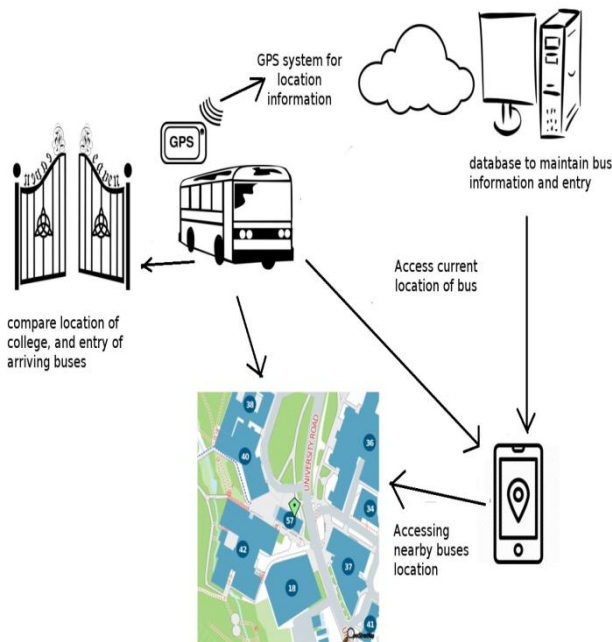 GPS system for
location
information
GPS
database to maintain bus
information and entry
Access current
location of bus
compare location of
college, and entry of
arriving buses
38
36
UNIVERSITY ROAD
40
34
57
42
37
18
41
Accessing
nearby buses
location